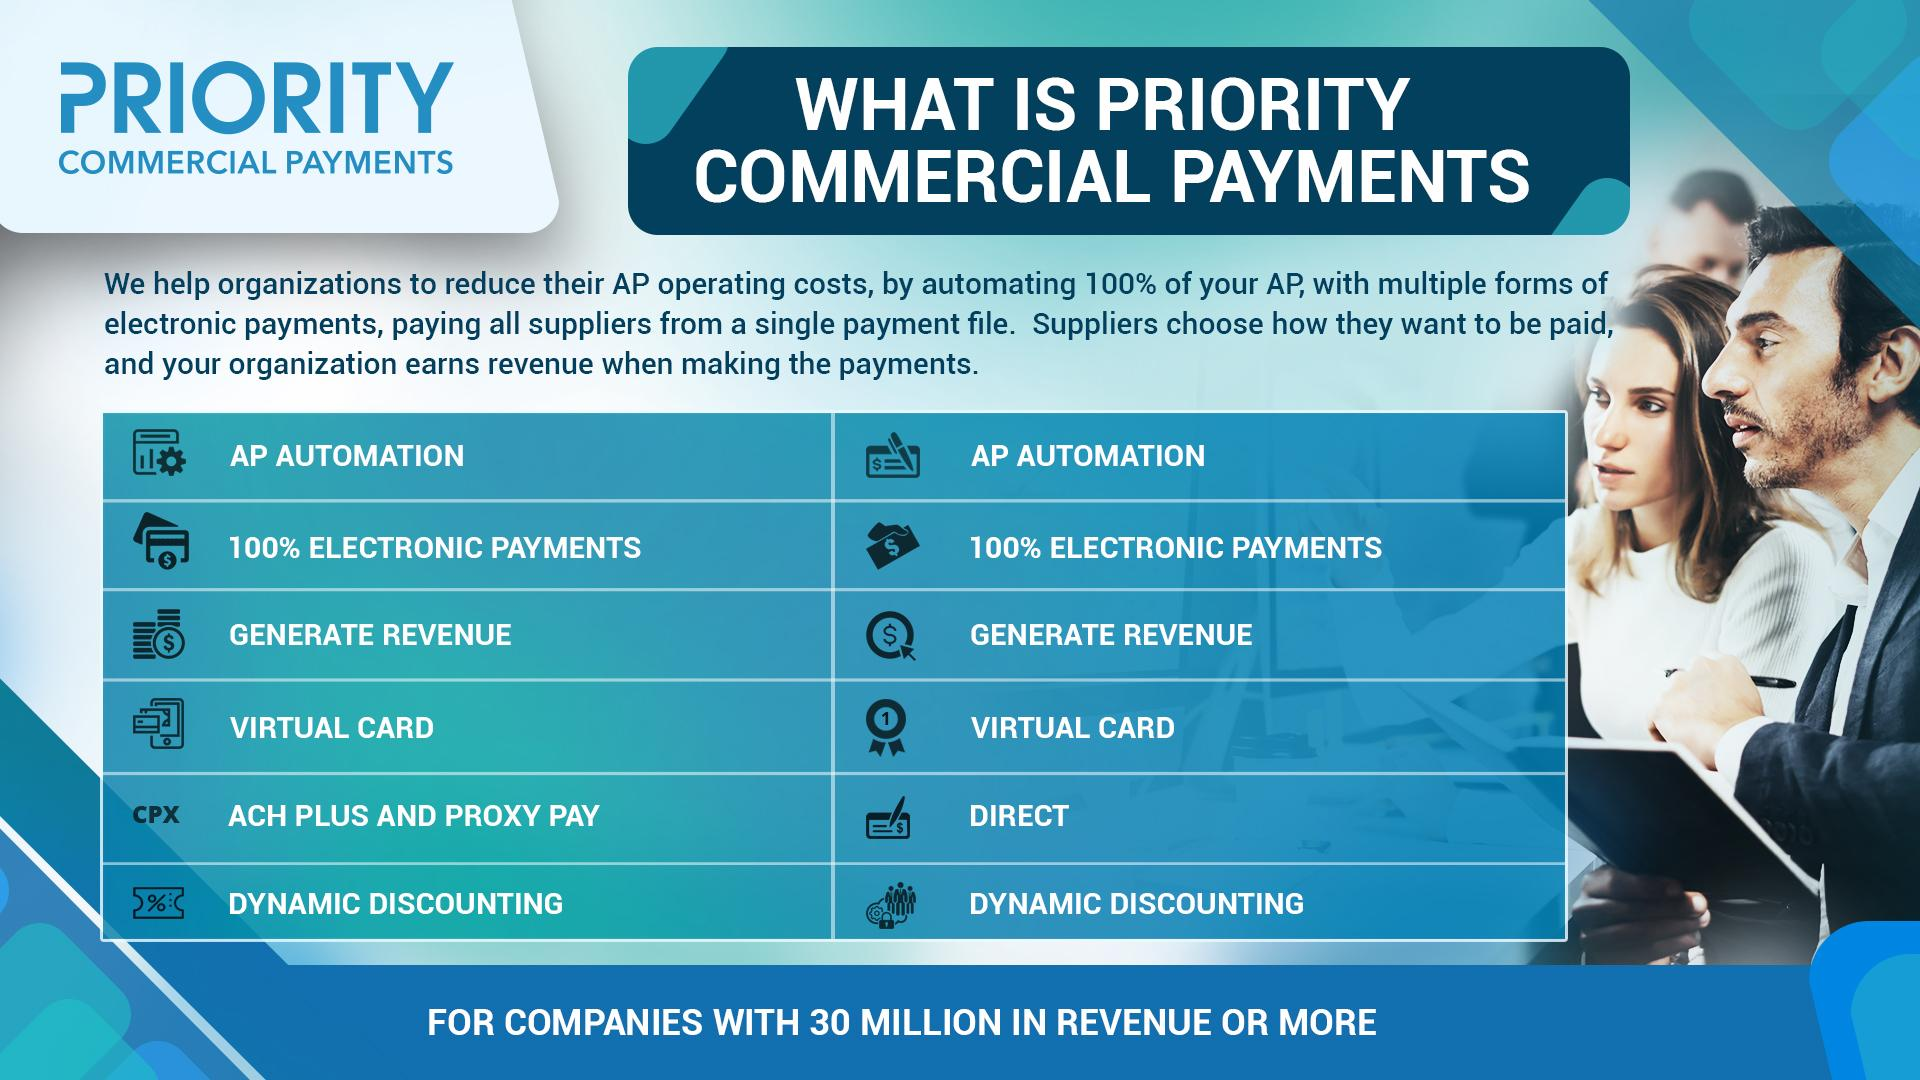 PRIORITY
COMMERCIAL PAYMENTS
WHAT IS PRIORITY
COMMERCIAL PAYMENTS
We help organizations to reduce their AP operating costs, by automating 100% of your AP, with multiple forms of
electronic payments, paying all suppliers from a single payment file.  Suppliers choose how they want to be paid,
and your organization earns revenue when making the payments.
AP AUTOMATION
AP AUTOMATION
100% ELECTRONIC PAYMENTS
100% ELECTRONIC PAYMENTS
GENERATE REVENUE
GENERATE REVENUE
VIRTUAL CARD
1
VIRTUAL CARD
CPX
ACH PLUS AND PROXY PAY
DIRECT
DYNAMIC DISCOUNTING
DYNAMIC DISCOUNTING
FOR COMPANIES WITH 30 MILLION IN REVENUE OR MORE